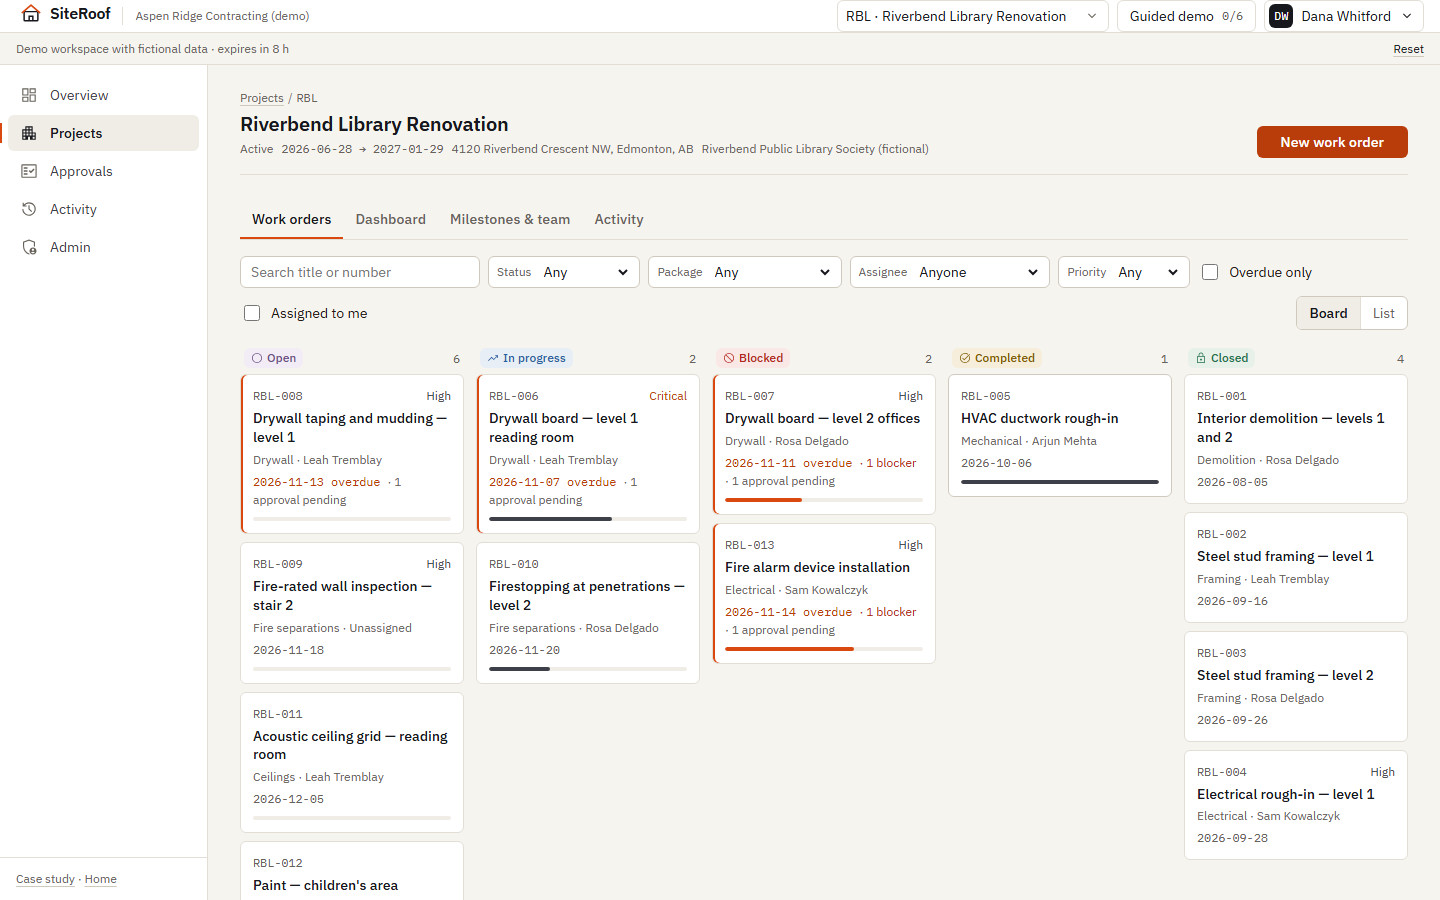 SiteRoof
Aspen Ridge Contracting (demo)
RBL · Riverbend Library Renovation
Guided demo 0/6
DW Dana Whitford
Demo workspace with fictional data · expires in 8 h
Reset
Overview
Projects
Approvals
Activity
Admin
Case study · Home
Projects / RBL
Riverbend Library Renovation
Active 2026-06-28 → 2027-01-29 4120 Riverbend Crescent NW, Edmonton, AB Riverbend Public Library Society (fictional)
New work order
Work orders Dashboard Milestones & team Activity
Search title or number
Status Any
Package Any
Assignee Anyone
Priority Any
Overdue only
Assigned to me
Board List
Open 6
RBL-008 High
Drywall taping and mudding —
level 1
Drywall · Leah Tremblay
2026-11-13 overdue · 1
approval pending
RBL-009 High
Fire-rated wall inspection —
stair 2
Fire separations · Unassigned
2026-11-18
RBL-011
Acoustic ceiling grid — reading
room
Ceilings · Leah Tremblay
2026-12-05
RBL-012
Paint — children's area
In progress 2
RBL-006 Critical
Drywall board — level 1
reading room
Drywall · Leah Tremblay
2026-11-07 overdue · 1
approval pending
RBL-010
Firestopping at penetrations —
level 2
Fire separations · Rosa Delgado
2026-11-20
Blocked 2
RBL-007 High
Drywall board — level 2 offices
Drywall · Rosa Delgado
2026-11-11 overdue · 1 blocker
· 1 approval pending
RBL-013 High
Fire alarm device installation
Electrical · Sam Kowalczyk
2026-11-14 overdue · 1 blocker
· 1 approval pending
Completed 1
RBL-005
HVAC ductwork rough-in
Mechanical · Arjun Mehta
2026-10-06
Closed 4
RBL-001
Interior demolition — levels 1
and 2
Demolition · Rosa Delgado
2026-08-05
RBL-002
Steel stud framing — level 1
Framing · Leah Tremblay
2026-09-16
RBL-003
Steel stud framing — level 2
Framing · Rosa Delgado
2026-09-26
RBL-004 High
Electrical rough-in — level 1
Electrical · Sam Kowalczyk
2026-09-28